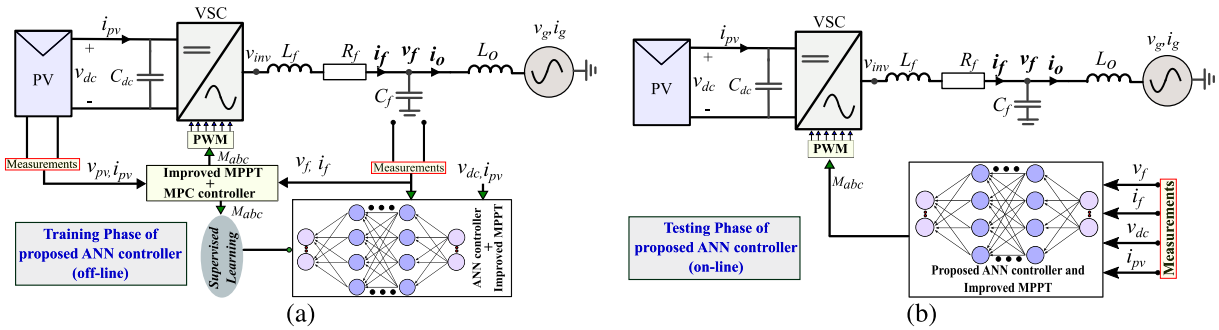 VSC
i_pv
PV
+
v_dc
-
C_dc
v_inv
L_f
R_f
i_f
v_f
i_o
L_o
v_g, i_g
C_f
PWM
M_abc
Measurements
v_pv, i_pv
Improved MPPT
+
MPC controller
v_f, i_f
Measurements
v_dc, i_pv
M_abc
Supervised
Learning
ANN controller
+
Improved MPPT
Training Phase of
proposed ANN controller
(off-line)
(a)
VSC
i_pv
PV
+
v_dc
-
C_dc
v_inv
L_f
R_f
i_f
v_f
i_o
L_o
v_g, i_g
C_f
PWM
M_abc
v_f
i_f
v_dc
i_pv
Measurements
Proposed ANN controller and
Improved MPPT
Testing Phase of
proposed ANN controller
(on-line)
(b)